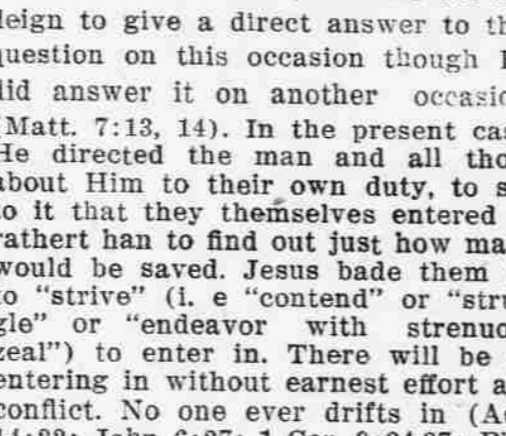 leign to give a direct answer to th
question on this occasion though
did answer it on another occasio
(Matt. 7:13, 14). In the present cas
He directed the man and all tho
about Him to their own duty, to s
to it that they themselves entered
rathert han to find out just how ma
would be saved. Jesus bade them
to “strive” (i. e “contend” or “stru
gle” or “endeavor with strenuo
zeal”) to enter in. There will be
entering in without earnest effort a
conflict. No one ever drifts in (Ac